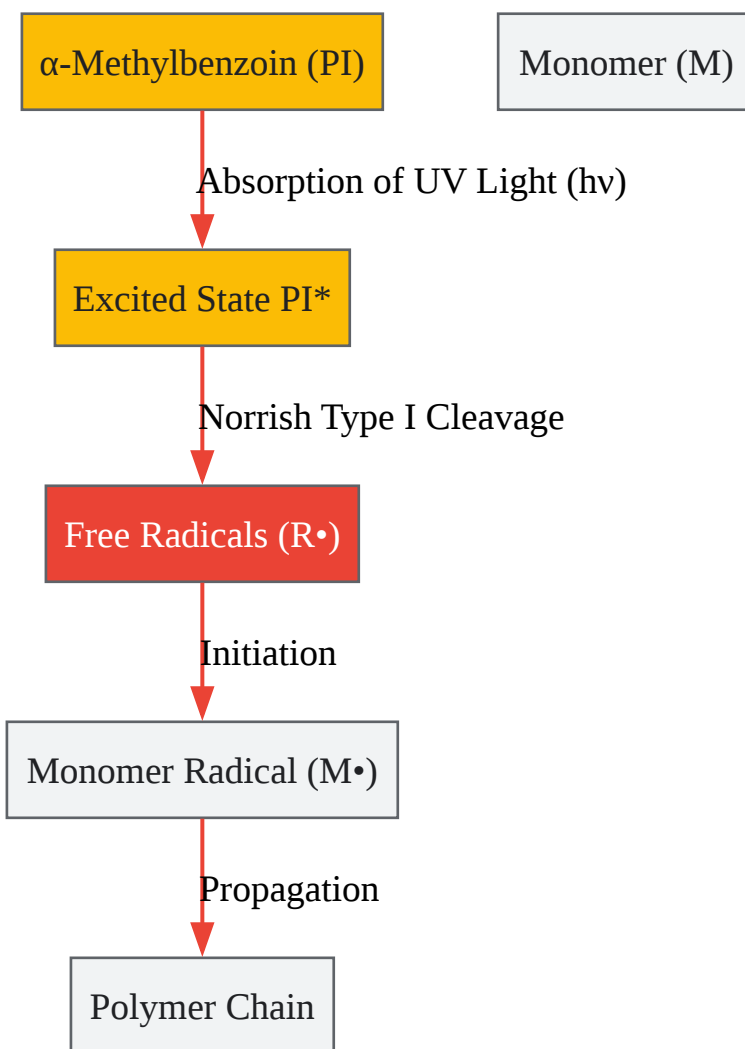 α-Methylbenzoin (PI)
Monomer (M)
Absorption of UV Light (hν)
Excited State PI*
Norrish Type I Cleavage
Free Radicals (R•)
Initiation
Monomer Radical (M•)
Propagation
Polymer Chain